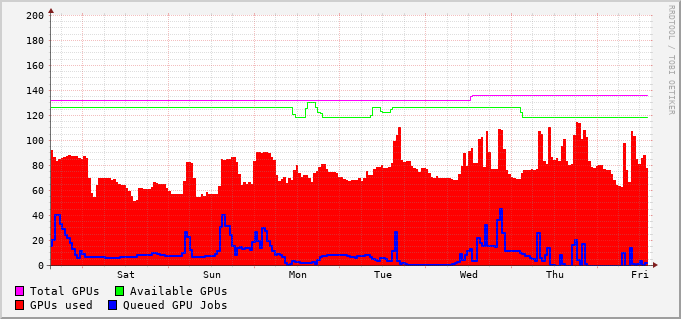 200
180
160
140
120
100
80
60
40
20
0
Sat Sun Mon Tue Wed Thu Fri
Total GPUs Available GPUs
GPUs used Queued GPU Jobs
RRDTOOL / TOBI OETIKER